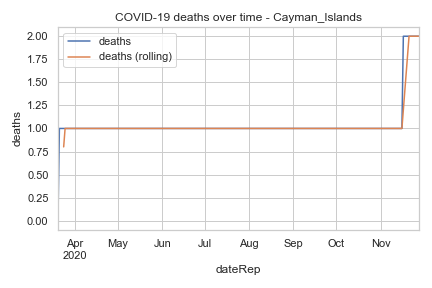 COVID-19 deaths over time - Cayman_Islands
deaths
deaths (rolling)
2.00
1.75
1.50
1.25
1.00
0.75
0.50
0.25
0.00
deaths
Apr May Jun Jul Aug Sep Oct Nov
2020
dateRep